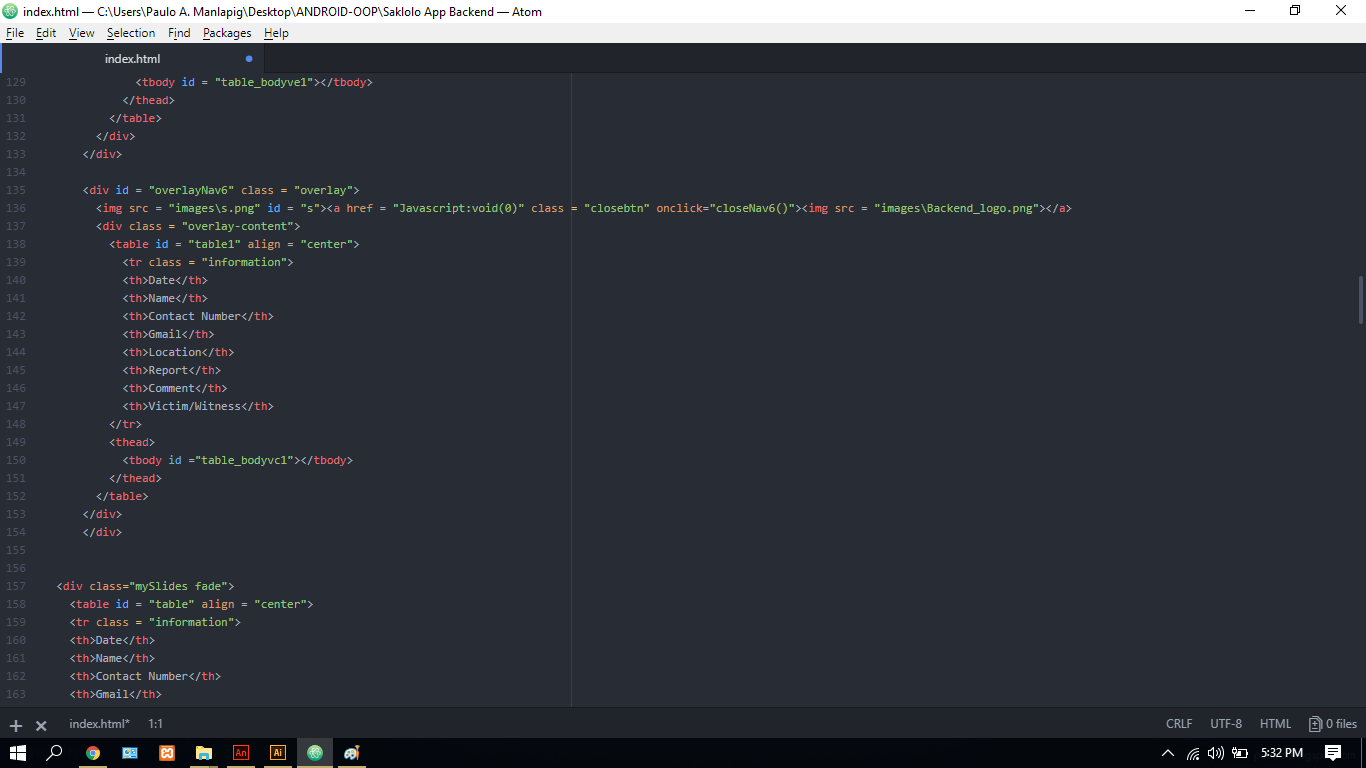 index.html — C:\Users\Paulo A. Manlapig\Desktop\ANDROID-OOP\Saklolo App Backend — Atom
File Edit View Selection Find Packages Help
index.html
129 <tbody id = "table_bodyve1"></tbody>
130 </thead>
131 </table>
132 </div>
133 </div>
134
135 <div id = "overlayNav6" class = "overlay">
136 <img src = "images\s.png" id = "s"><a href = "Javascript:void(0)" class = "closebtn" onclick="closeNav6()"><img src = "images\Backend_logo.png"></a>
137 <div class = "overlay-content">
138 <table id = "table1" align = "center">
139 <tr class = "information">
140 <th>Date</th>
141 <th>Name</th>
142 <th>Contact Number</th>
143 <th>Gmail</th>
144 <th>Location</th>
145 <th>Report</th>
146 <th>Comment</th>
147 <th>Victim/Witness</th>
148 </tr>
149 <thead>
150 <tbody id ="table_bodyvc1"></tbody>
151 </thead>
152 </table>
153 </div>
154 </div>
155
156
157 <div class="mySlides fade">
158 <table id = "table" align = "center">
159 <tr class = "information">
160 <th>Date</th>
161 <th>Name</th>
162 <th>Contact Number</th>
163 <th>Gmail</th>
index.html* 1:1 CRLF UTF-8 HTML 0 files
An Ai 5:32 PM